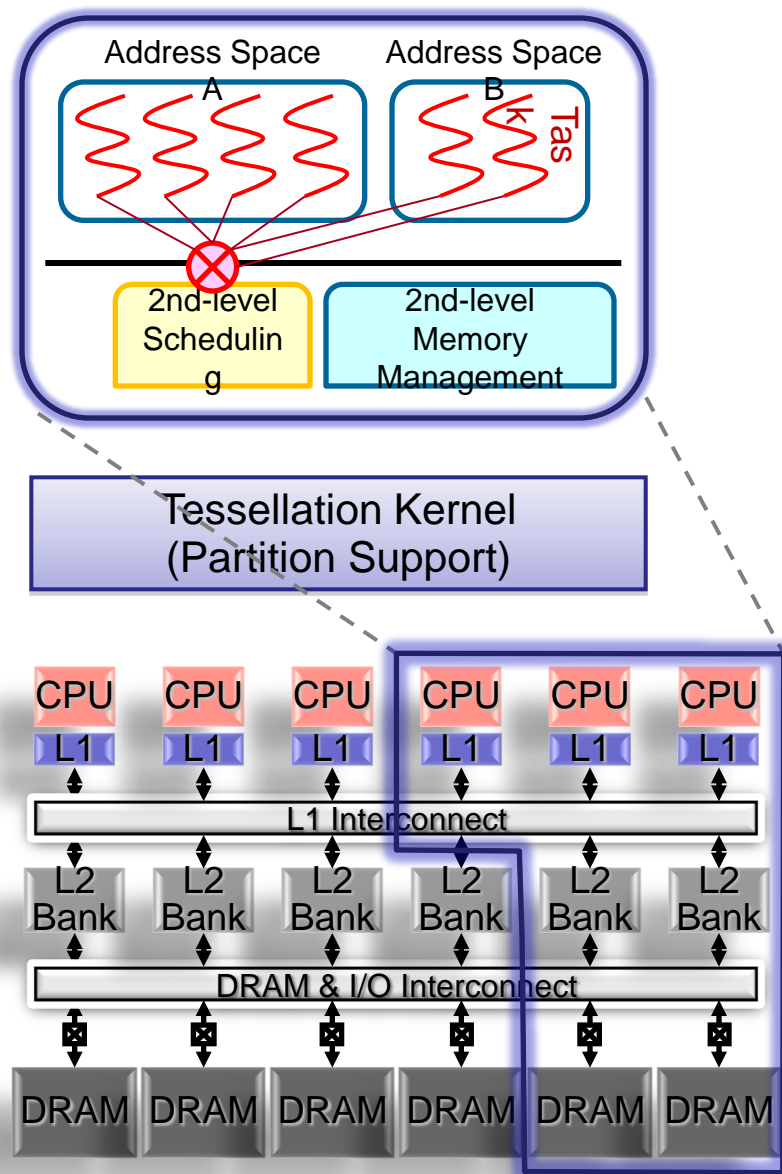 Address Space
A
Address Space
B
Tas
k
2nd-level
Schedulin
g
2nd-level
Memory
Management
Tessellation Kernel
(Partition Support)
CPU CPU CPU CPU CPU CPU
L1 L1 L1 L1 L1 L1
L1 Interconnect
L2 L2 L2 L2 L2 L2
Bank Bank Bank Bank Bank Bank
DRAM & I/O Interconnect
DRAM DRAM DRAM DRAM DRAM DRAM